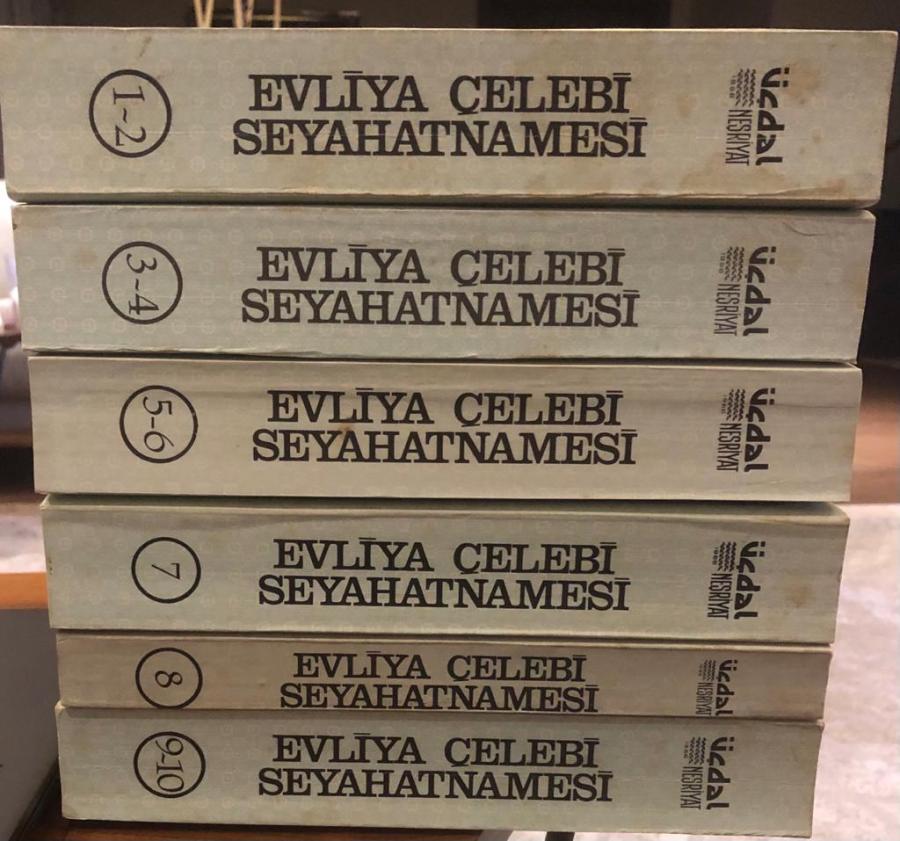 1-2
EVLİYA ÇELEBİ
SEYAHATNAMESİ
üçdal
NEŞRİYAT
3-4
EVLİYA ÇELEBİ
SEYAHATNAMESİ
üçdal
NEŞRİYAT
5-6
EVLİYA ÇELEBİ
SEYAHATNAMESİ
üçdal
NEŞRİYAT
7
EVLİYA ÇELEBİ
SEYAHATNAMESİ
üçdal
NEŞRİYAT
8
EVLİYA ÇELEBİ
SEYAHATNAMESİ
üçdal
NEŞRİYAT
9-10
EVLİYA ÇELEBİ
SEYAHATNAMESİ
üçdal
NEŞRİYAT